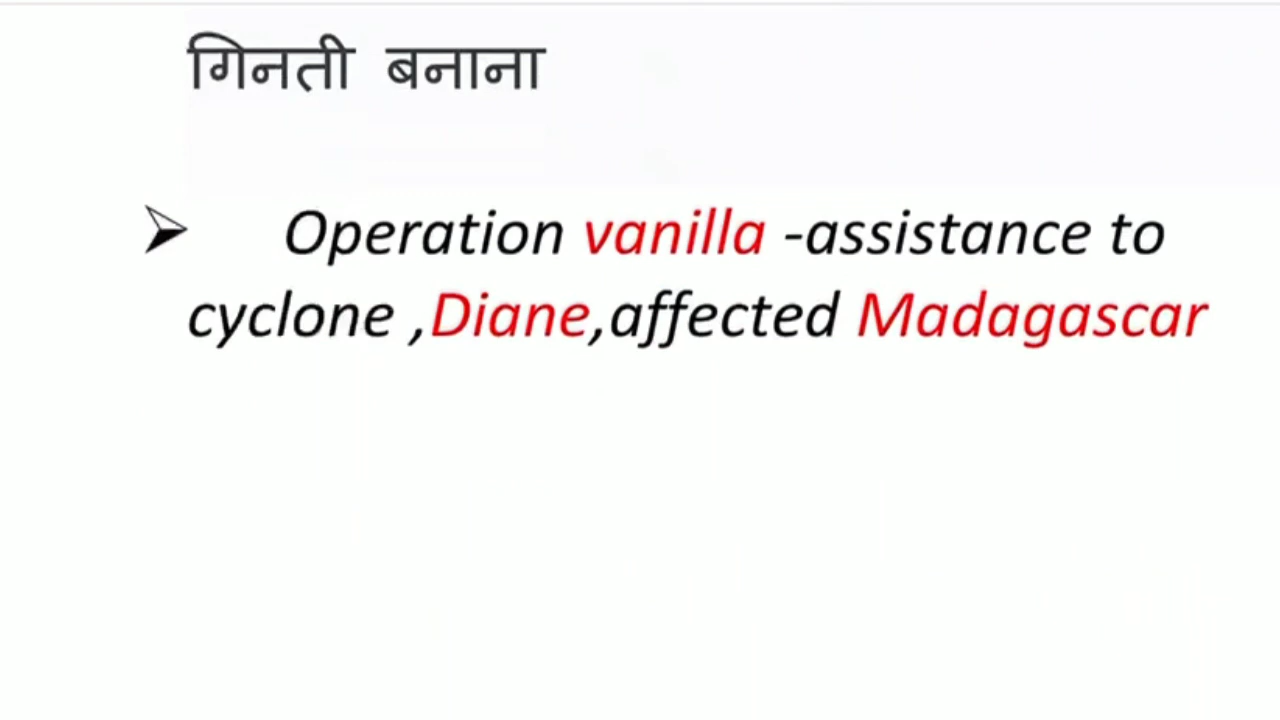 गिनती बनाना
Operation vanilla -assistance to
cyclone ,Diane,affected Madagascar